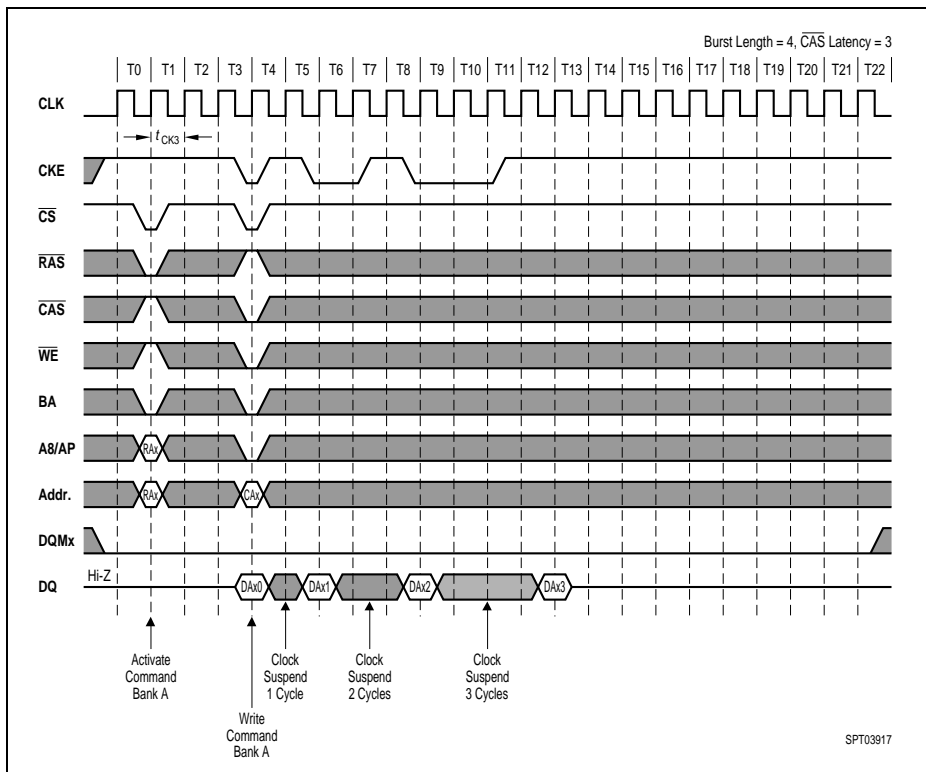 Burst Length = 4, CAS Latency = 3
T0 T1 T2 T3 T4 T5 T6 T7 T8 T9 T10 T11 T12 T13 T14 T15 T16 T17 T18 T19 T20 T21 T22
CLK
t CK3
CKE
CS
RAS
CAS
WE
BA
A8/AP RAx
Addr. RAx CAx
DQMx
Hi-Z
DQ DAx0 DAx1 DAx2 DAx3
Activate Command Bank A
Write Command Bank A
Clock Suspend 1 Cycle
Clock Suspend 2 Cycles
Clock Suspend 3 Cycles
SPT03917